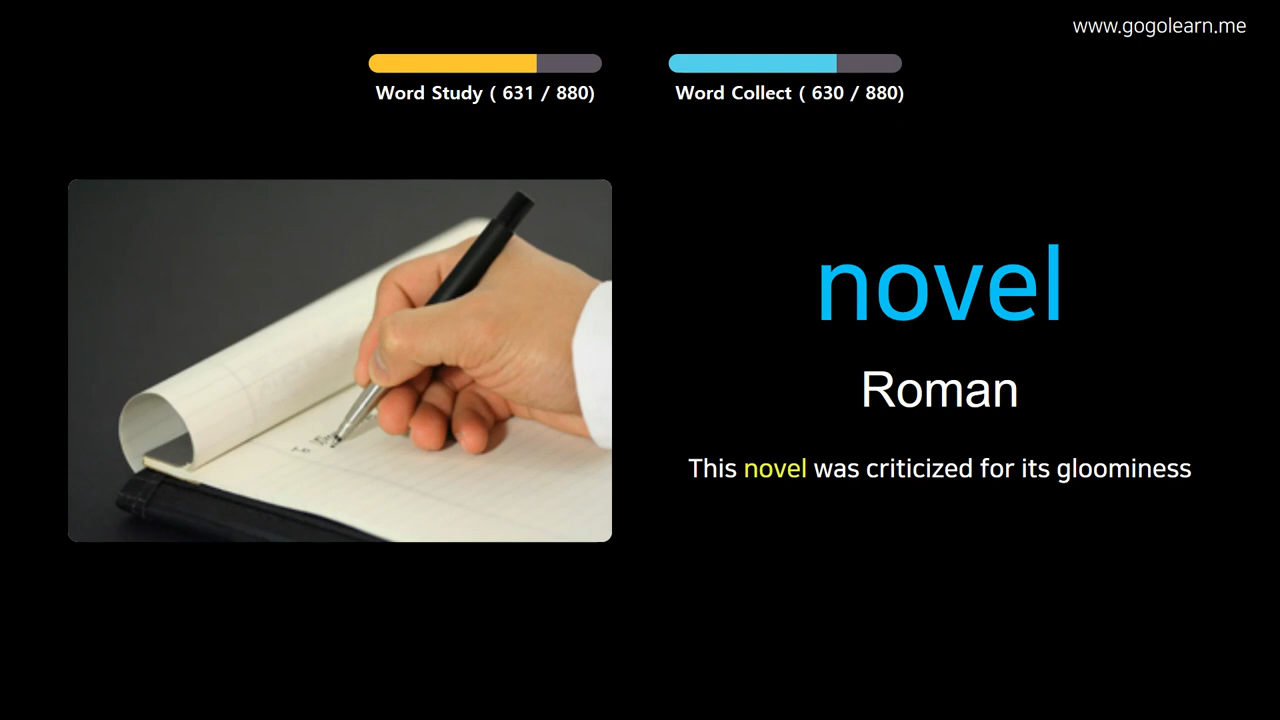 www.gogolearn.me
Word Study ( 631 / 880)
Word Collect ( 630 / 880)
novel
Roman
This novel was criticized for its gloominess